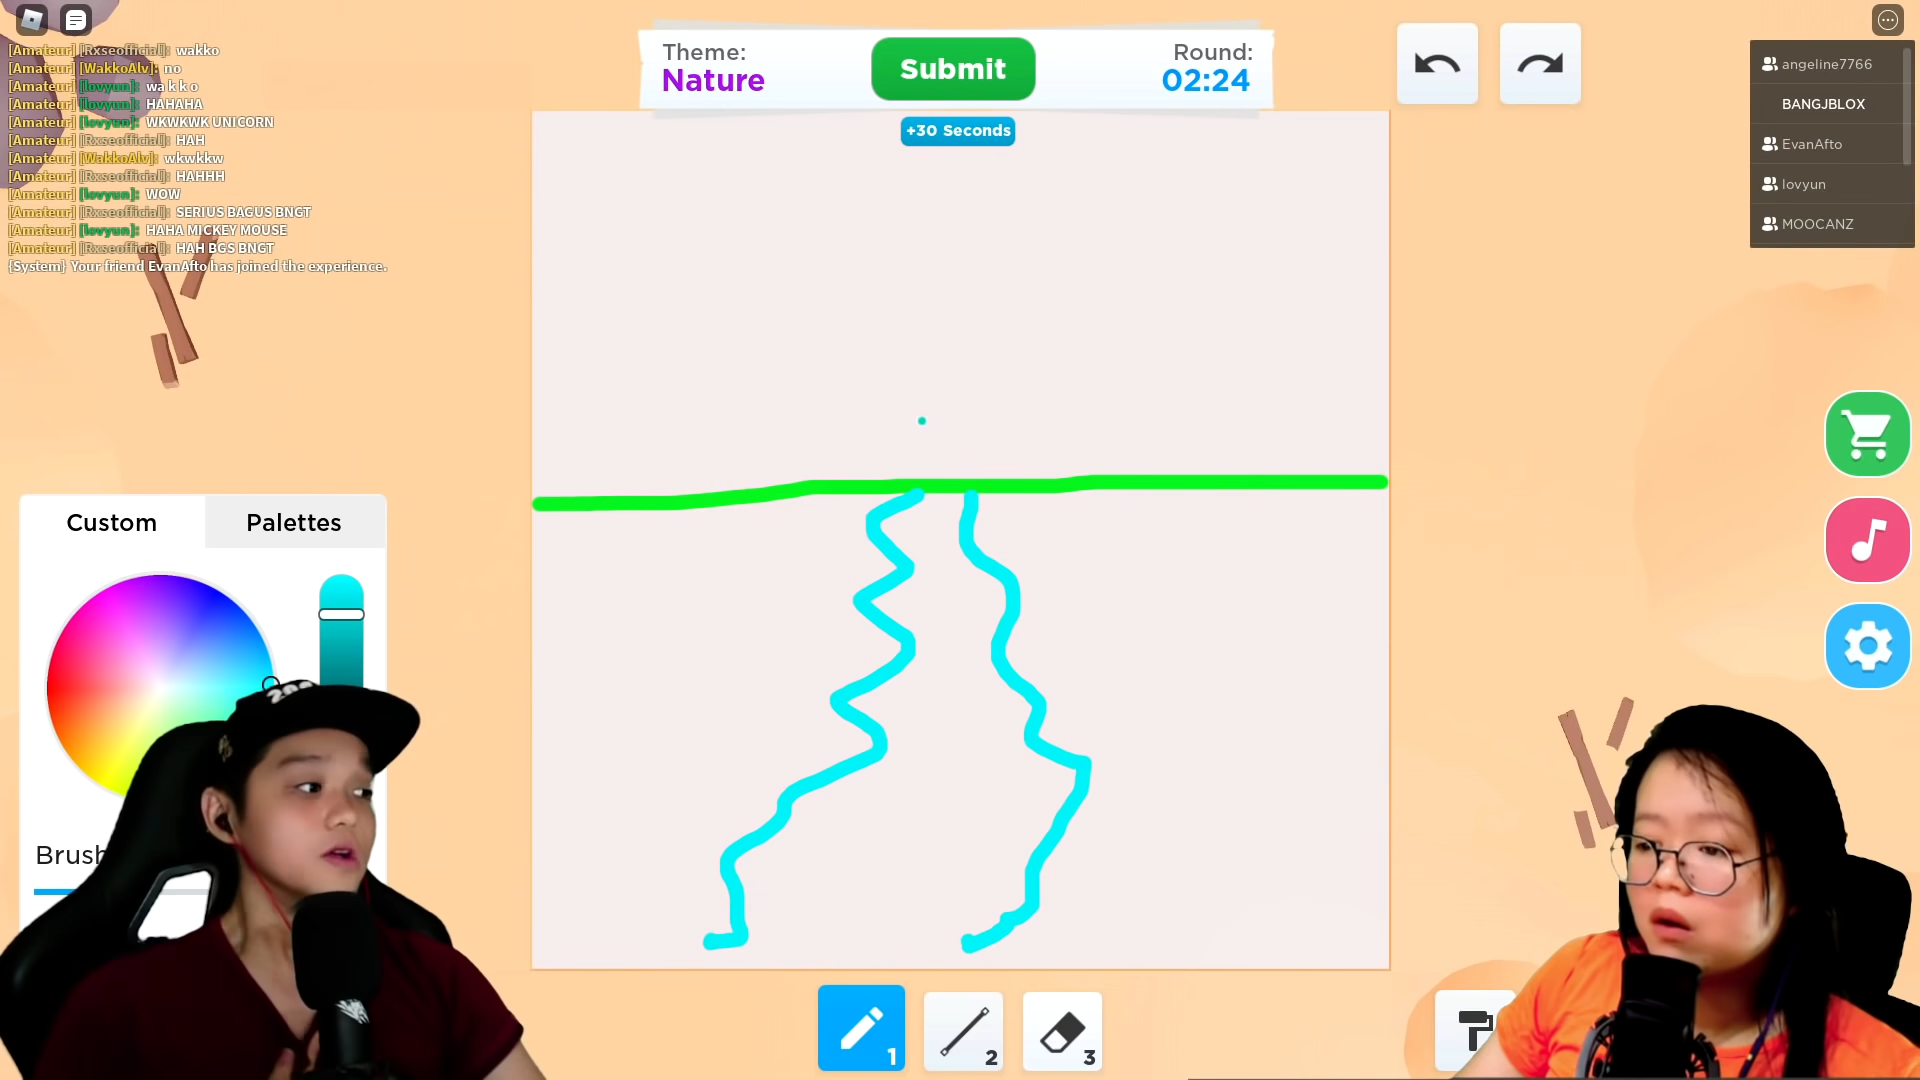 [Amateur] [Rxseofficial]: wakko
[Amateur] [WakkoAlv]: no
[Amateur] [lovyun]: wa k k o
[Amateur] [lovyun]: HAHAHA
[Amateur] [lovyun]: WKWKWK UNICORN
[Amateur] [Rxseofficial]: HAH
[Amateur] [WakkoAlv]: wkwkkw
[Amateur] [Rxseofficial]: HAHHH
[Amateur] [lovyun]: WOW
[Amateur] [Rxseofficial]: SERIUS BAGUS BNGT
[Amateur] [lovyun]: HAHA MICKEY MOUSE
[Amateur] [Rxseofficial]: HAH BGS BNGT
{System} Your friend EvanAfto has joined the experience.
Theme:
Nature
Submit
Round:
02:24
+30 Seconds
angeline7766
BANGJBLOX
EvanAfto
lovyun
MOOCANZ
Custom
Palettes
Brush
1
2
3